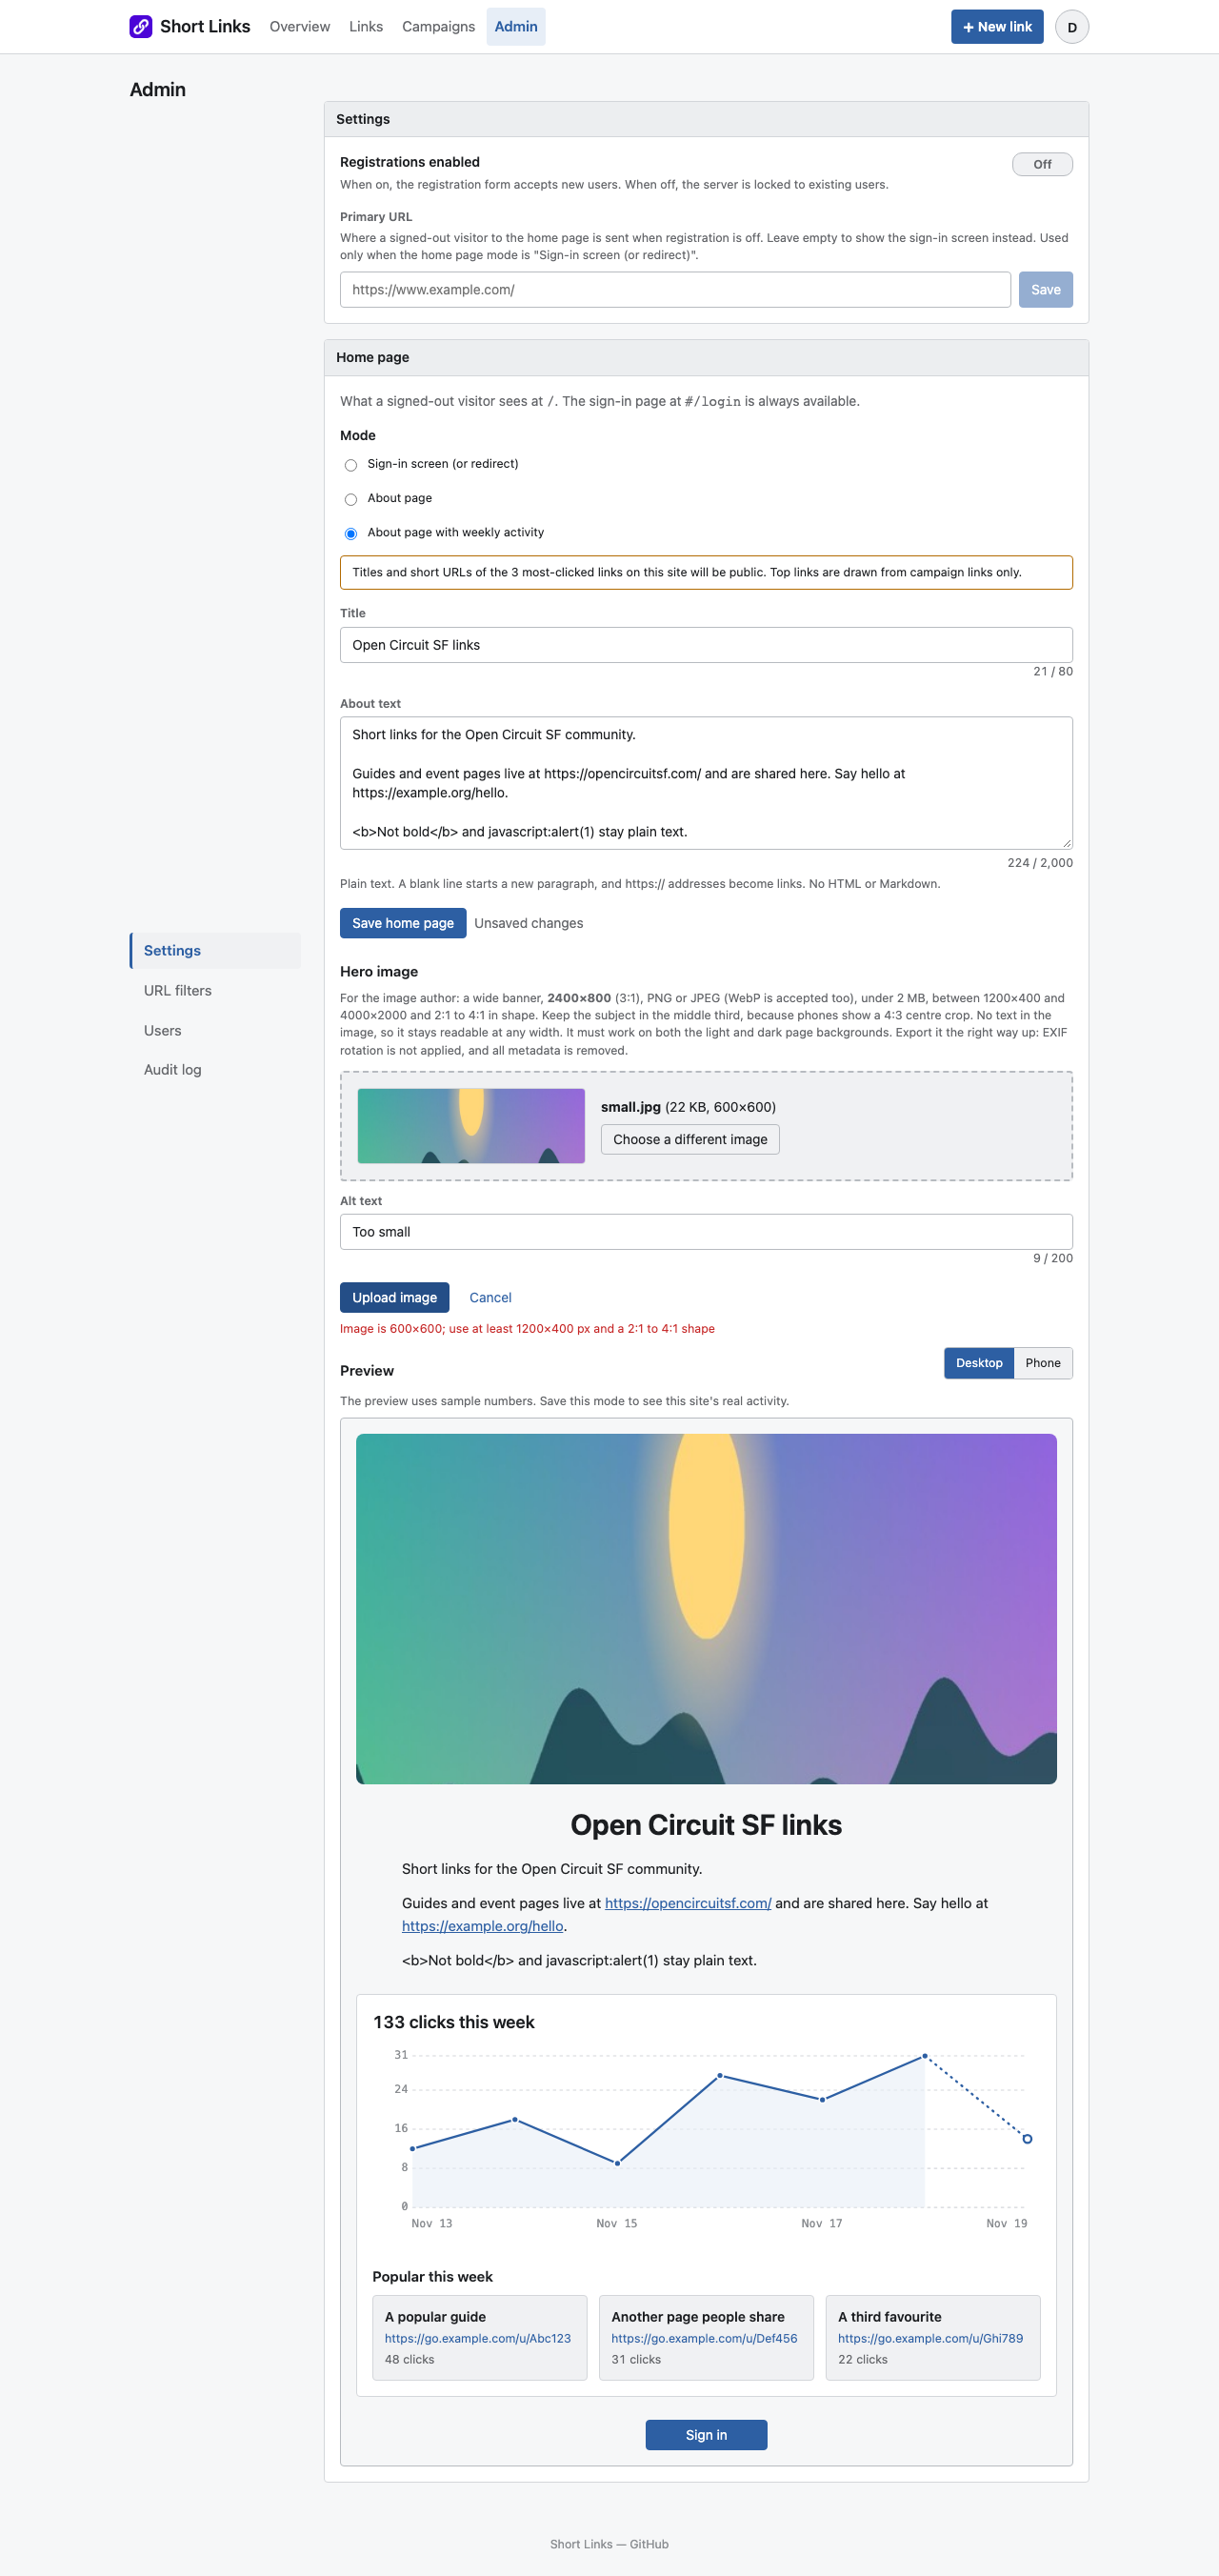 Short Links
Overview
Links
Campaigns
Admin
+ New link
D
Admin
Settings
URL filters
Users
Audit log
Settings
Registrations enabled
Off
When on, the registration form accepts new users. When off, the server is locked to existing users.
Primary URL
Where a signed-out visitor to the home page is sent when registration is off. Leave empty to show the sign-in screen instead. Used
only when the home page mode is "Sign-in screen (or redirect)".
https://www.example.com/
Save
Home page
What a signed-out visitor sees at /. The sign-in page at #/login is always available.
Mode
Sign-in screen (or redirect)
About page
About page with weekly activity
Titles and short URLs of the 3 most-clicked links on this site will be public. Top links are drawn from campaign links only.
Title
Open Circuit SF links
21 / 80
About text
Short links for the Open Circuit SF community.
Guides and event pages live at https://opencircuitsf.com/ and are shared here. Say hello at
https://example.org/hello.
<b>Not bold</b> and javascript:alert(1) stay plain text.
224 / 2,000
Plain text. A blank line starts a new paragraph, and https:// addresses become links. No HTML or Markdown.
Save home page
Unsaved changes
Hero image
For the image author: a wide banner, 2400×800 (3:1), PNG or JPEG (WebP is accepted too), under 2 MB, between 1200×400 and
4000×2000 and 2:1 to 4:1 in shape. Keep the subject in the middle third, because phones show a 4:3 centre crop. No text in the
image, so it stays readable at any width. It must work on both the light and dark page backgrounds. Export it the right way up: EXIF
rotation is not applied, and all metadata is removed.
small.jpg (22 KB, 600×600)
Choose a different image
Alt text
Too small
9 / 200
Upload image
Cancel
Image is 600×600; use at least 1200×400 px and a 2:1 to 4:1 shape
Preview
Desktop
Phone
The preview uses sample numbers. Save this mode to see this site's real activity.
Open Circuit SF links
Short links for the Open Circuit SF community.
Guides and event pages live at https://opencircuitsf.com/ and are shared here. Say hello at
https://example.org/hello.
<b>Not bold</b> and javascript:alert(1) stay plain text.
133 clicks this week
31
24
16
8
0
Nov 13
Nov 15
Nov 17
Nov 19
Popular this week
A popular guide
https://go.example.com/u/Abc123
48 clicks
Another page people share
https://go.example.com/u/Def456
31 clicks
A third favourite
https://go.example.com/u/Ghi789
22 clicks
Sign in
Short Links — GitHub